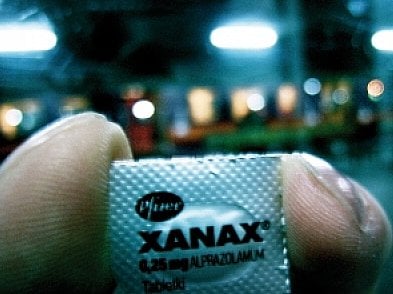 Pfizer
XANAX®
0,25 mg ALPRAZOLAMUM
Tabletki